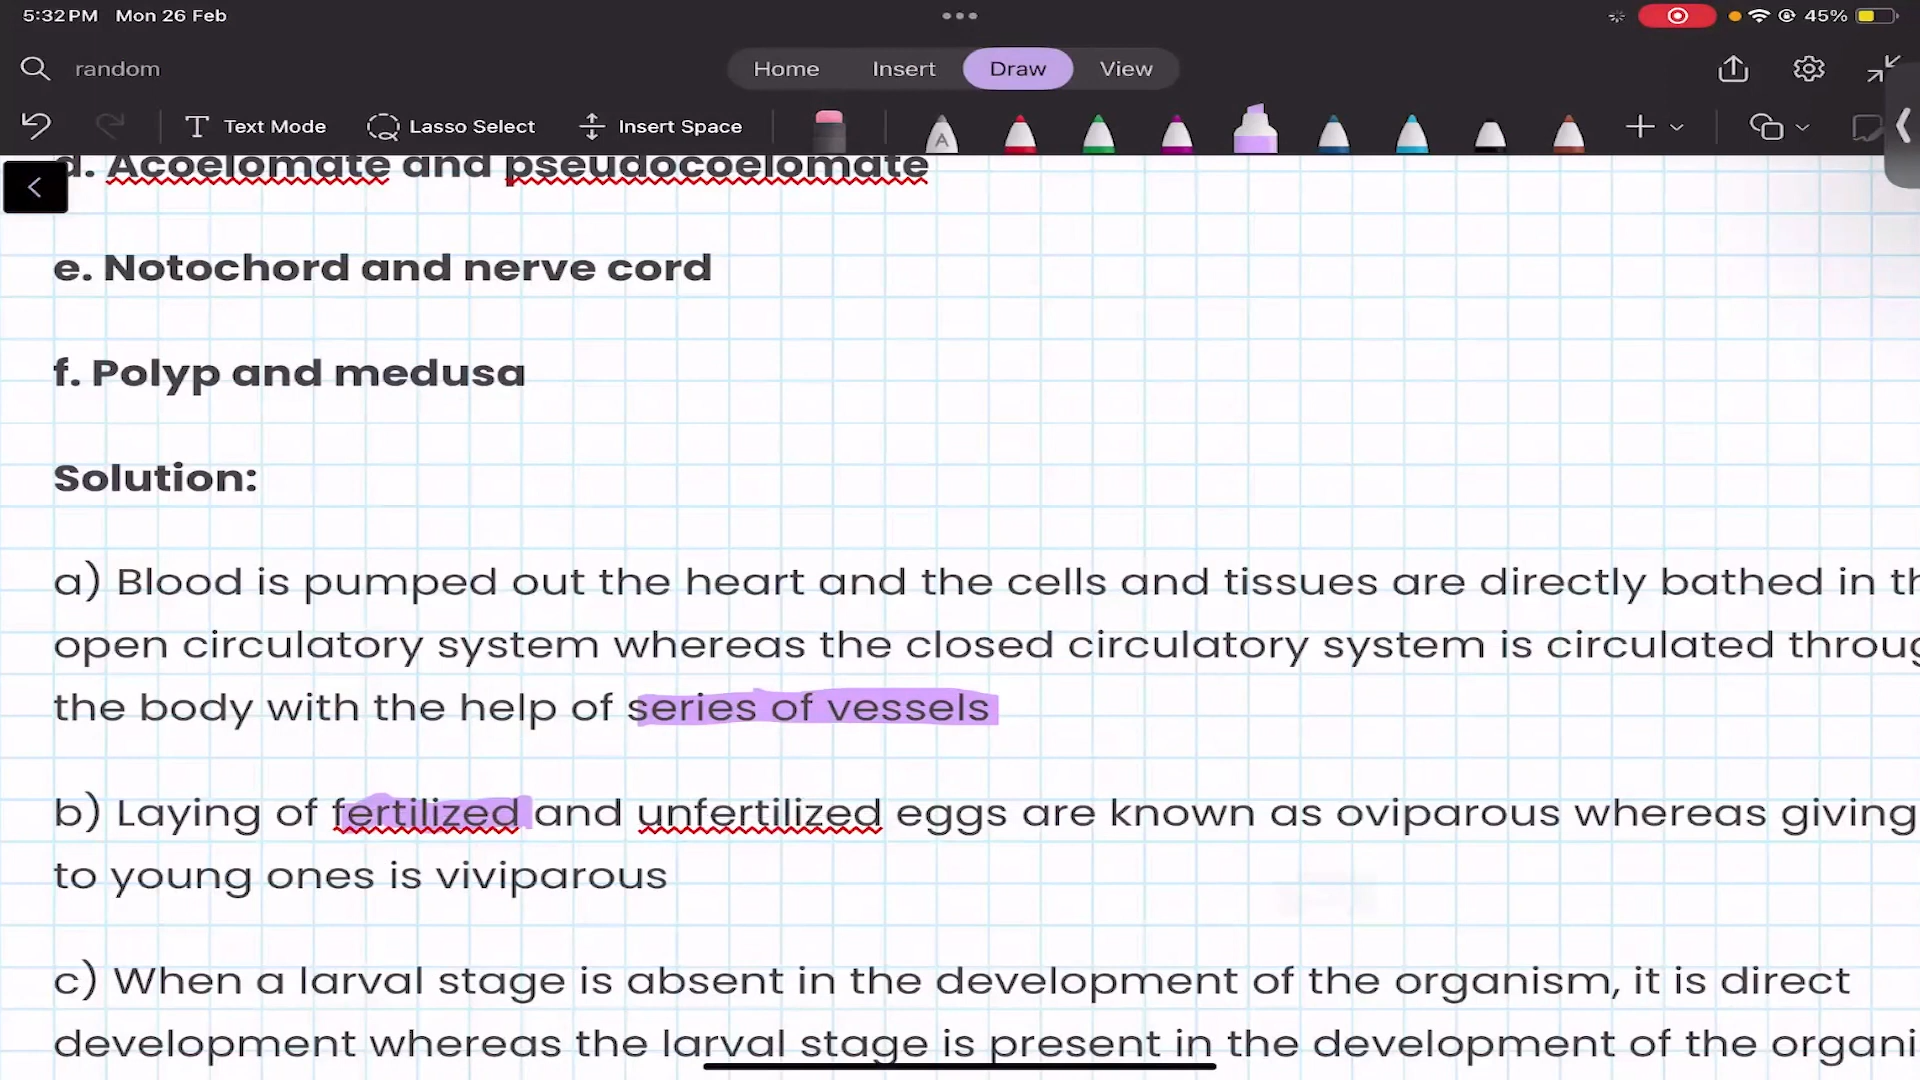 5:32 PM Mon 26 Feb
45%
random
Home Insert Draw View
Text Mode Lasso Select Insert Space
d. Acoelomate and pseudocoelomate
e. Notochord and nerve cord
f. Polyp and medusa
Solution:
a) Blood is pumped out the heart and the cells and tissues are directly bathed in
open circulatory system whereas the closed circulatory system is circulated
the body with the help of series of vessels
b) Laying of fertilized and unfertilized eggs are known as oviparous whereas giving
to young ones is viviparous
c) When a larval stage is absent in the development of the organism, it is direct
development whereas the larval stage is present in the development of the